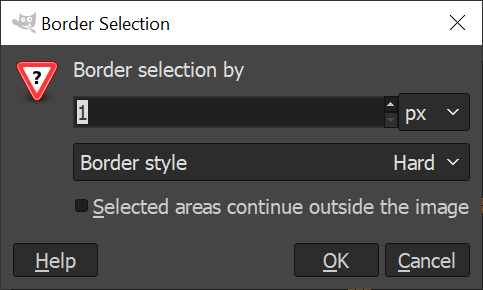 Border Selection
?
Border selection by
1 px
Border style Hard
Selected areas continue outside the image
Help OK Cancel